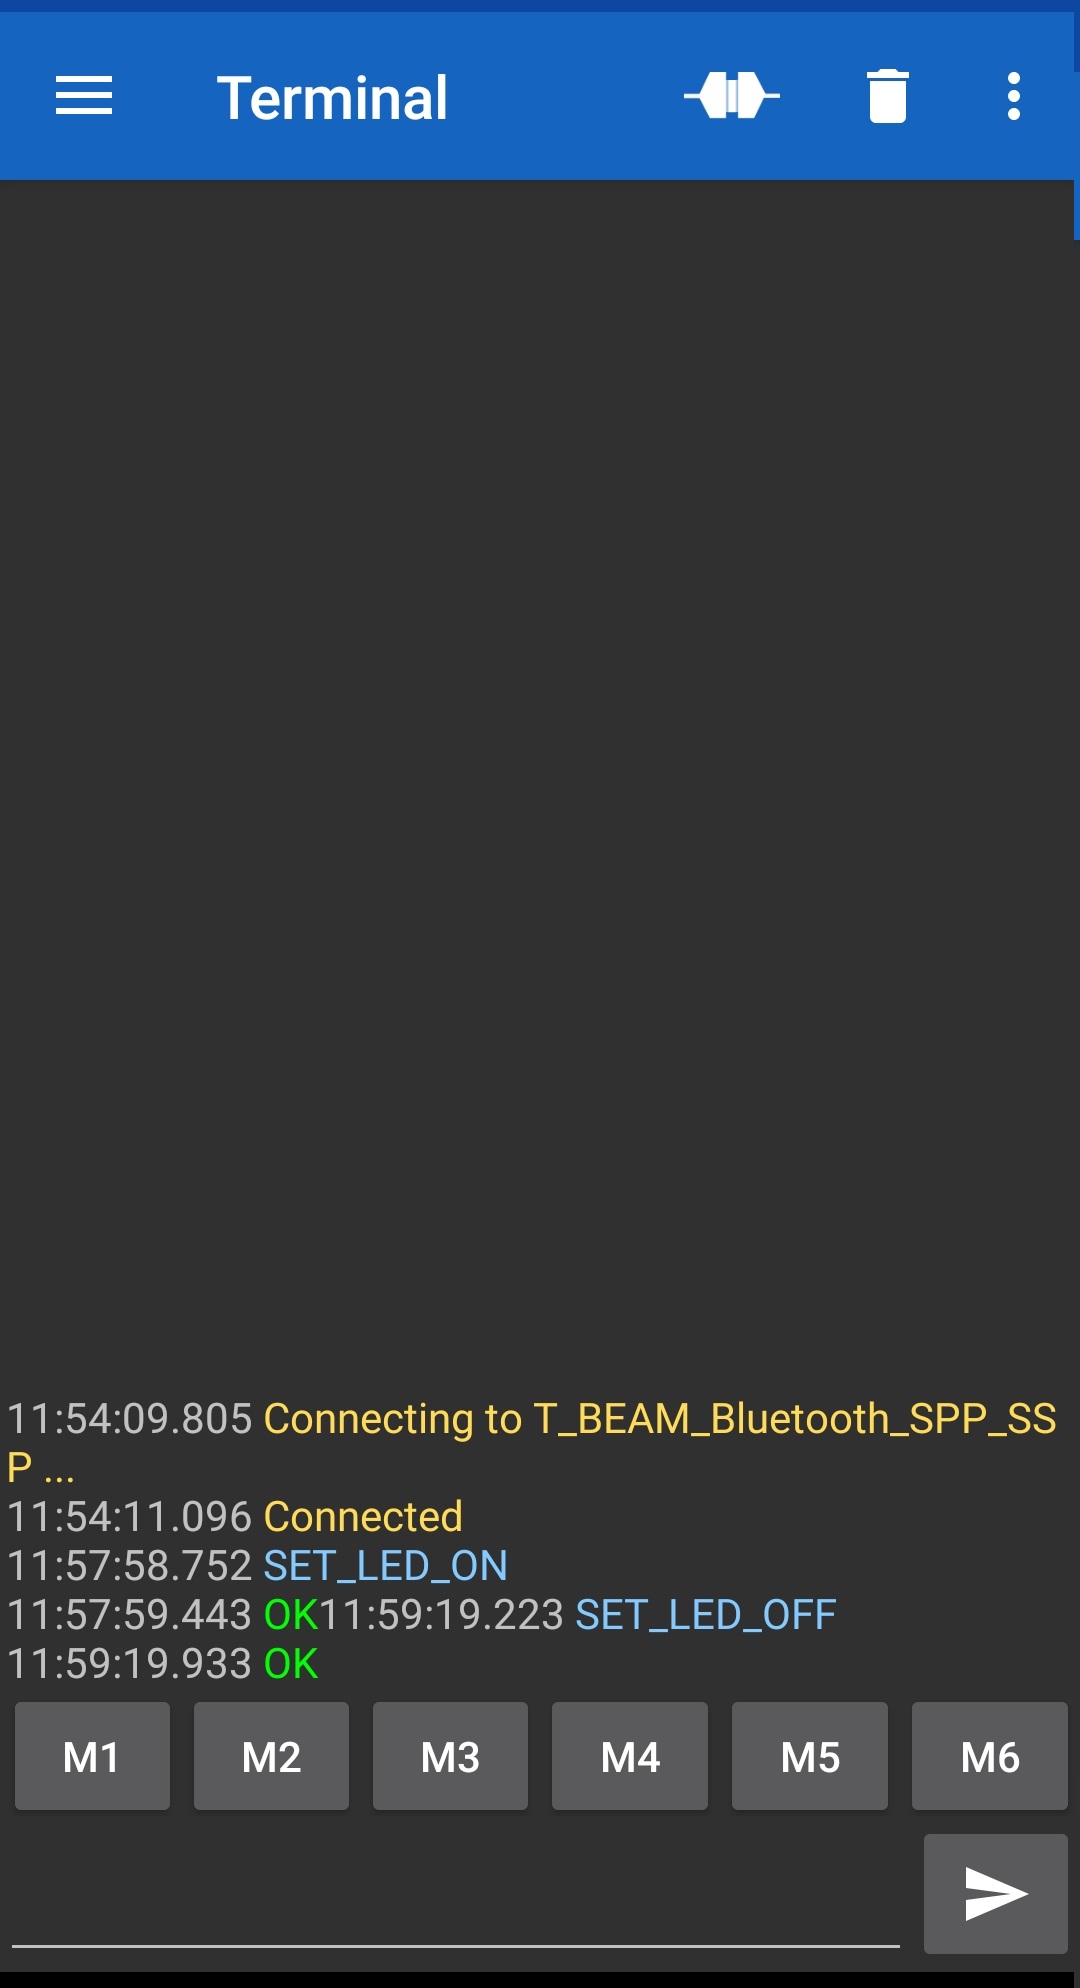 Terminal
11:54:09.805 Connecting to T_BEAM_Bluetooth_SPP_SS
P ...
11:54:11.096 Connected
11:57:58.752 SET_LED_ON
11:57:59.443 OK11:59:19.223 SET_LED_OFF
11:59:19.933 OK
M1 M2 M3 M4 M5 M6